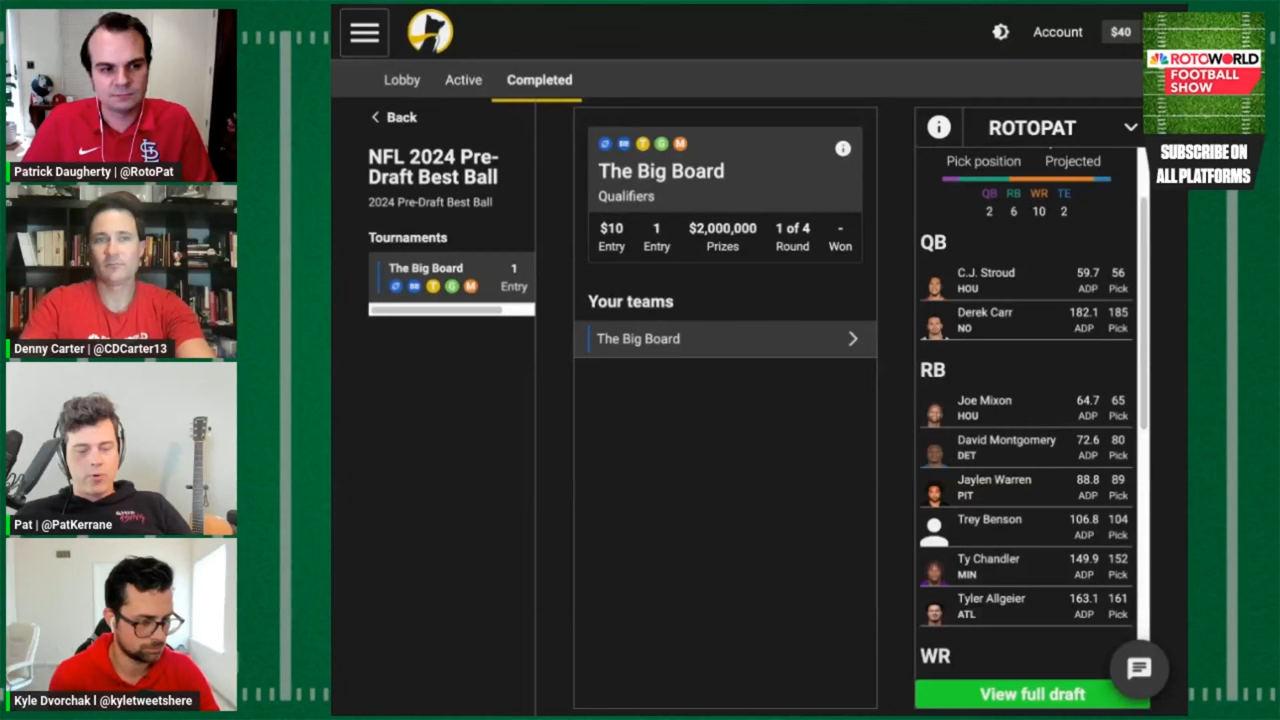 Patrick Daugherty | @RotoPat
Denny Carter | @CDCarter13
Pat | @PatKerrane
Kyle Dvorchak l @kyletweetshere
Account
$40
Lobby
Active
Completed
Back
NFL 2024 Pre-
Draft Best Ball
2024 Pre-Draft Best Ball
Tournaments
The Big Board
1
Entry
The Big Board
Qualifiers
$10
1
$2,000,000
1 of 4
-
Entry
Entry
Prizes
Round
Won
Your teams
The Big Board
ROTOPAT
Pick position
Projected
QB
RB
WR
TE
2
6
10
2
QB
C.J. Stroud 59.7 56
HOU ADP Pick
Derek Carr 182.1 185
NO ADP Pick
RB
Joe Mixon 64.7 65
HOU ADP Pick
David Montgomery 72.6 80
DET ADP Pick
Jaylen Warren 88.8 89
PIT ADP Pick
Trey Benson 106.8 104
ADP Pick
Ty Chandler 149.9 152
MIN ADP Pick
Tyler Allgeier 163.1 161
ATL ADP Pick
WR
View full draft
ROTOWORLD
FOOTBALL
SHOW
SUBSCRIBE ON
ALL PLATFORMS